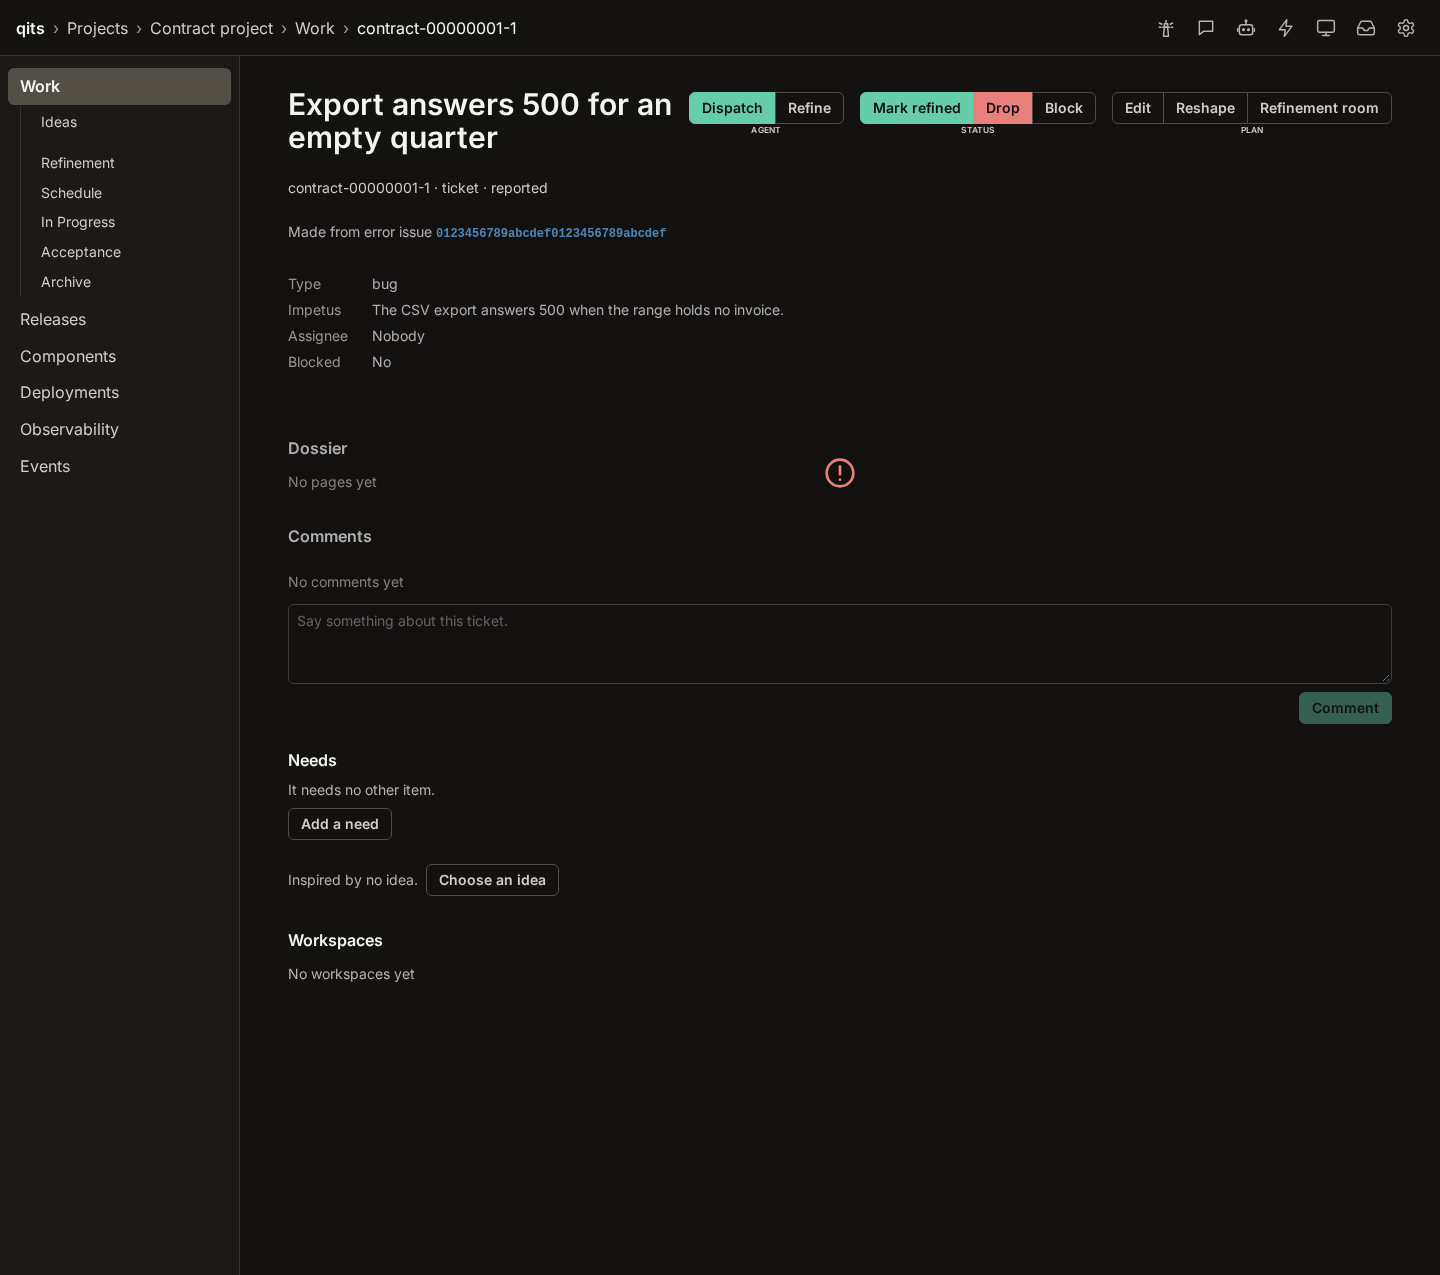 qits › Projects › Contract project › Work › contract-00000001-1
Work
Ideas
Refinement
Schedule
In Progress
Acceptance
Archive
Releases
Components
Deployments
Observability
Events
Export answers 500 for an
empty quarter
Dispatch Refine
AGENT
Mark refined Drop Block
STATUS
Edit Reshape Refinement room
PLAN
contract-00000001-1 · ticket · reported
Made from error issue 0123456789abcdef0123456789abcdef
Type bug
Impetus The CSV export answers 500 when the range holds no invoice.
Assignee Nobody
Blocked No
Dossier
No pages yet
Comments
No comments yet
Say something about this ticket.
Comment
Needs
It needs no other item.
Add a need
Inspired by no idea. Choose an idea
Workspaces
No workspaces yet